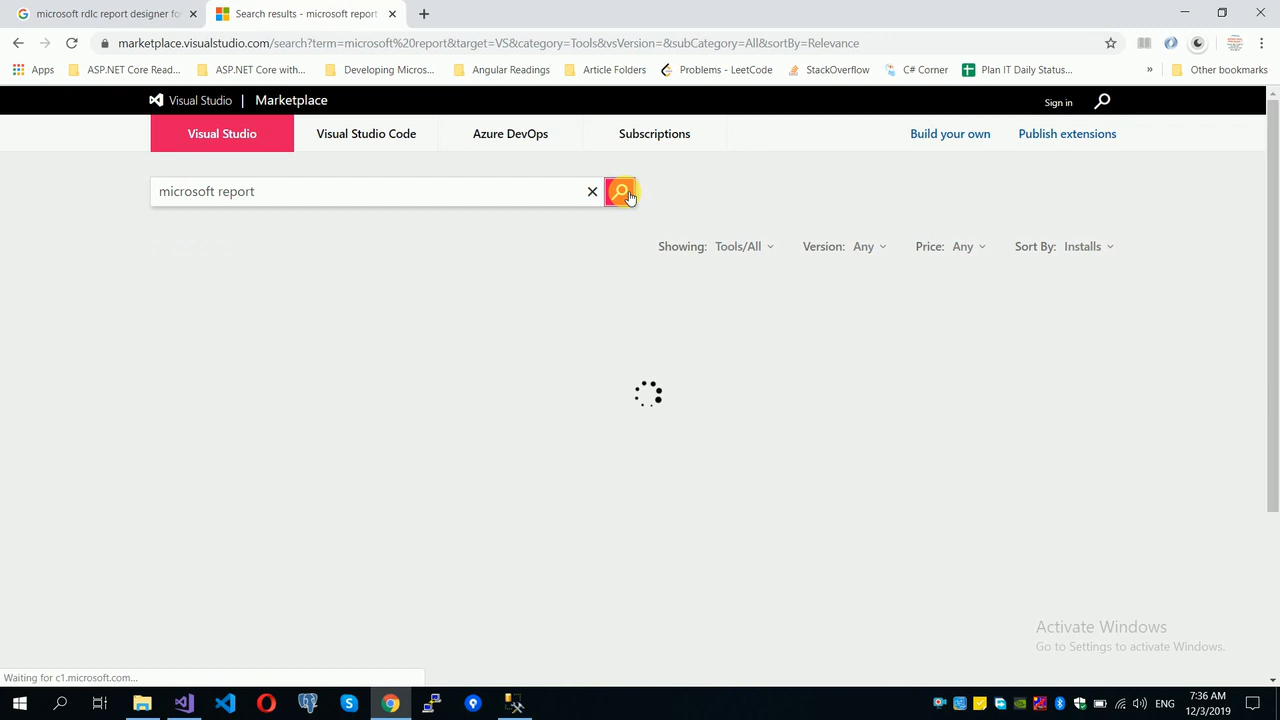 microsoft rdlc report designer fo
Search results - microsoft report
marketplace.visualstudio.com/search?term=microsoft%20report&target=VS&category=Tools&vsVersion=&subCategory=All&sortBy=Relevance
Apps
ASP.NET Core Read...
ASP.NET Core with...
Developing Micros...
Angular Readings
Article Folders
Problems - LeetCode
StackOverflow
C# Corner
Plan IT Daily Status...
»
Other bookmarks
Visual Studio | Marketplace
Sign in
Visual Studio
Visual Studio Code
Azure DevOps
Subscriptions
Build your own
Publish extensions
microsoft report
Showing: Tools/All
Version: Any
Price: Any
Sort By: Installs
Activate Windows
Go to Settings to activate Windows.
Waiting for c1.microsoft.com...
ENG
7:36 AM
12/3/2019